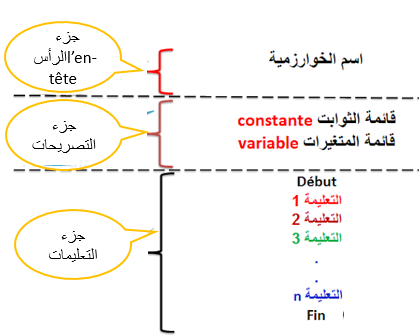 جزء
الرأس l'en-
tête
اسم الخوارزمية
جزء
التصريحات
قائمة الثوابت constante
قائمة المتغيرات variable
جزء
التعليمات
Début
التعليمة 1
التعليمة 2
التعليمة 3
.
.
التعليمة n
Fin